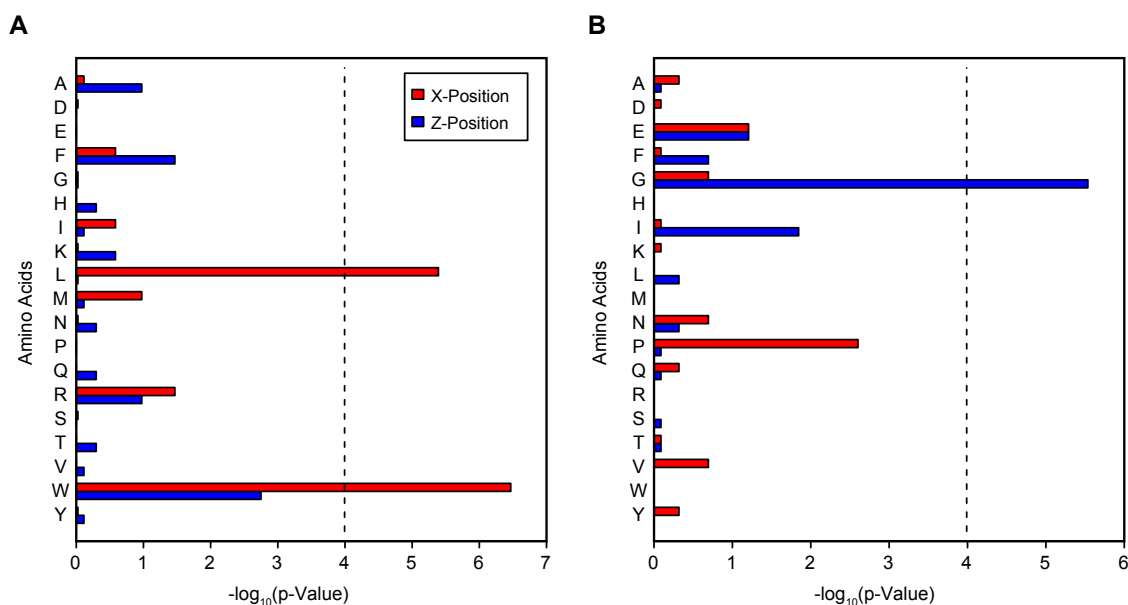 A
B
X-Position
Z-Position
Amino Acids
A
D
E
F
G
H
I
K
L
M
N
P
Q
R
S
T
V
W
Y
0 1 2 3 4 5 6 7
-log10(p-Value)
Amino Acids
A
D
E
F
G
H
I
K
L
M
N
P
Q
R
S
T
V
W
Y
0 1 2 3 4 5 6
-log10(p-Value)